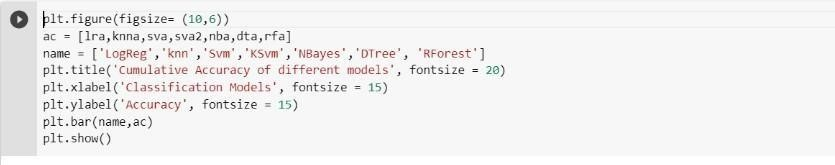 plt.figure(figsize= (10,6))
ac = [lra,knna,sva,sva2,nba,dta,rfa]
name = ['LogReg','knn','Svm','KSvm','NBayes','DTree', 'RForest']
plt.title('Cumulative Accuracy of different models', fontsize = 20)
plt.xlabel('Classification Models', fontsize = 15)
plt.ylabel('Accuracy', fontsize = 15)
plt.bar(name,ac)
plt.show()